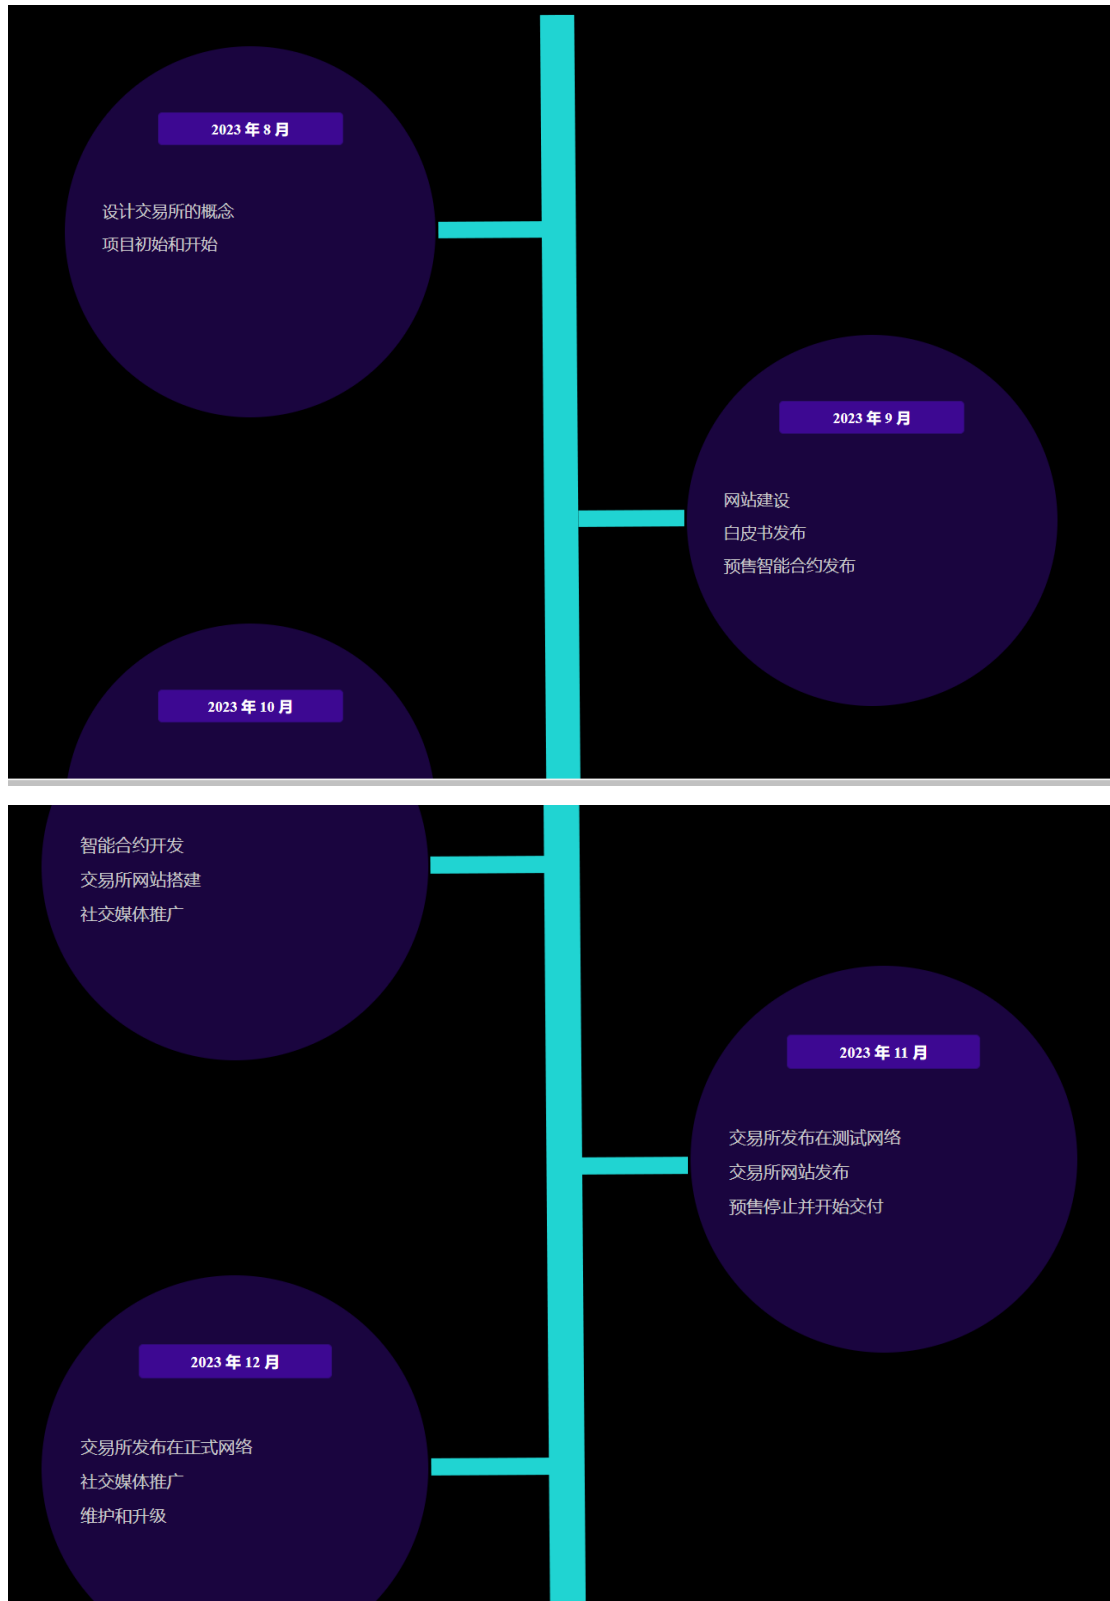 2023 年 8 月
设计交易所的概念
项目初始和开始
2023 年 9 月
网站建设
白皮书发布
预售智能合约发布
2023 年 10 月
智能合约开发
交易所网站搭建
社交媒体推广
2023 年 11 月
交易所发布在测试网络
交易所网站发布
预售停止并开始交付
2023 年 12 月
交易所发布在正式网络
社交媒体推广
维护和升级